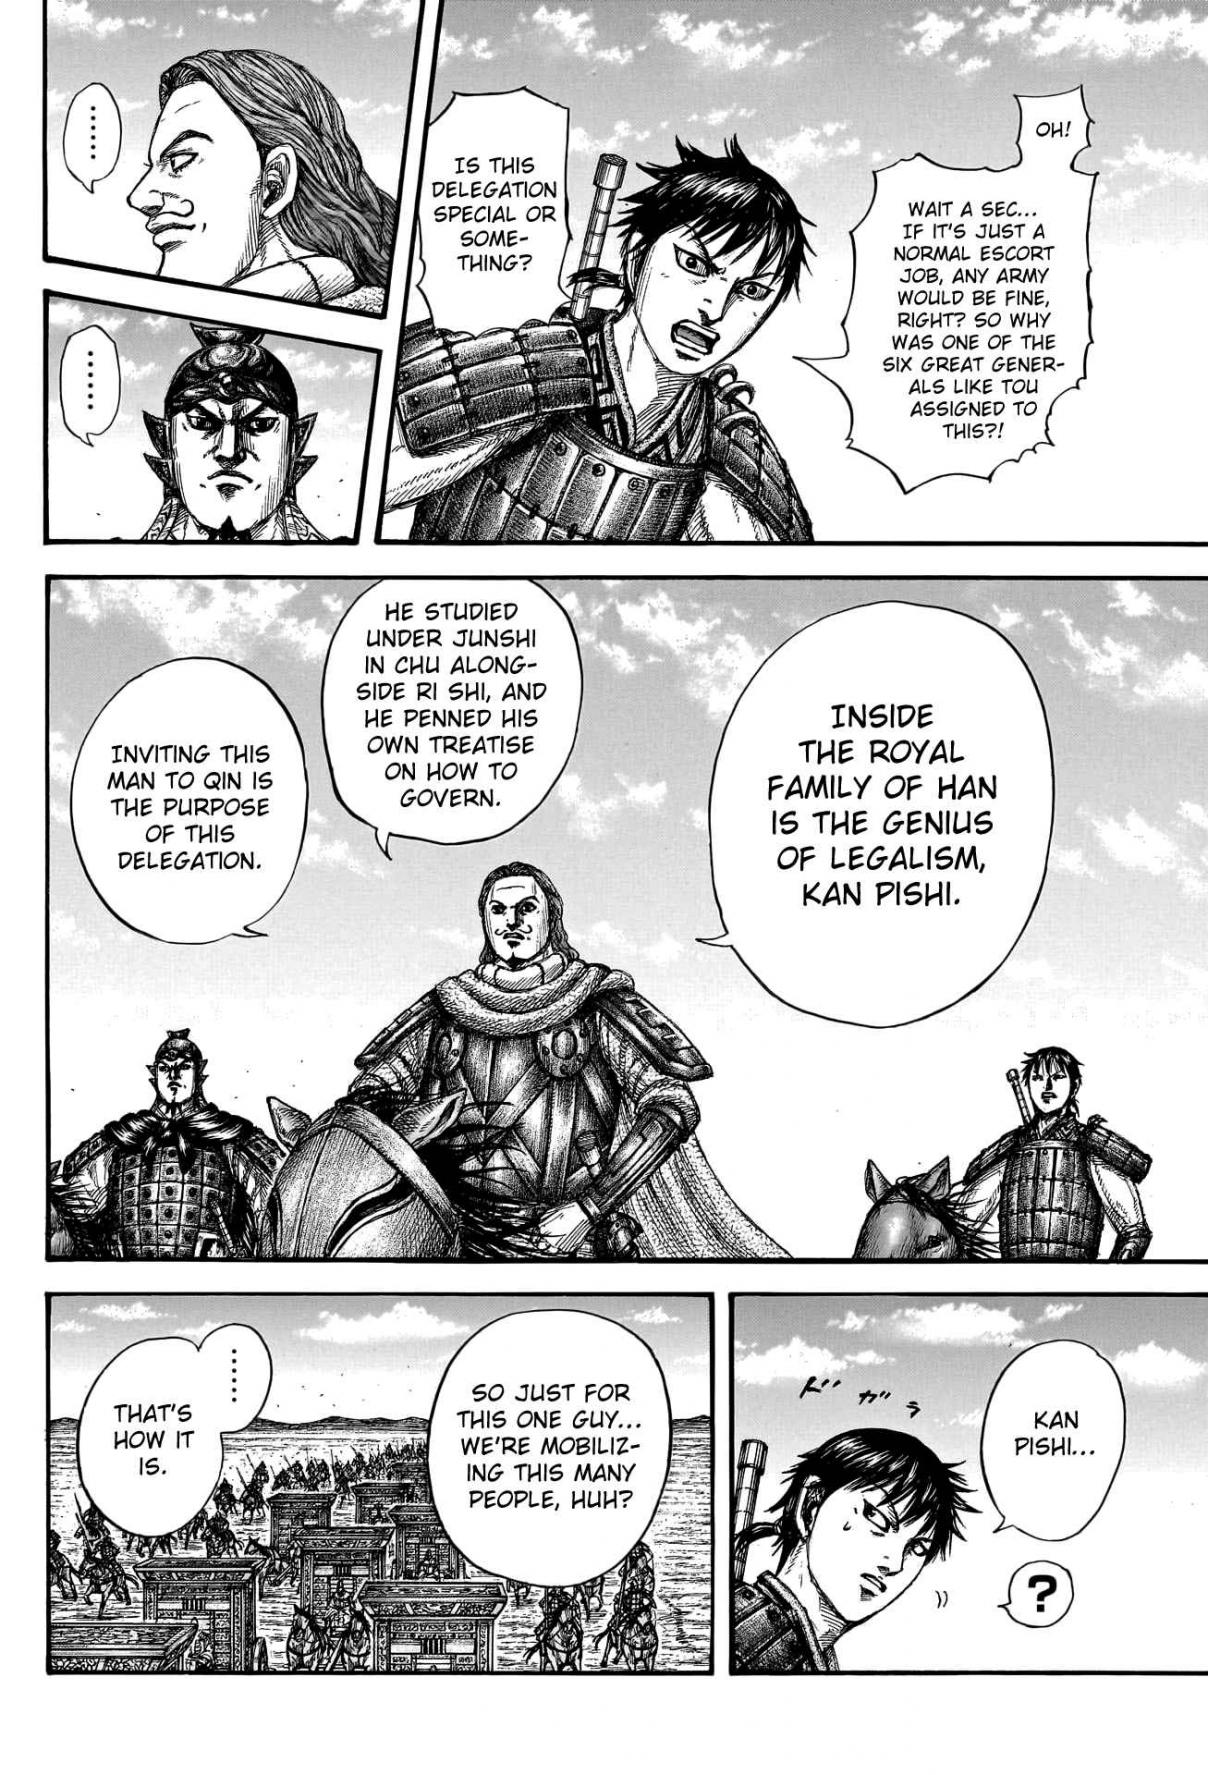 OH!
WAIT A SEC...
IF IT'S JUST A
NORMAL ESCORT
JOB, ANY ARMY
WOULD BE FINE,
RIGHT? SO WHY
WAS ONE OF THE
SIX GREAT GENER-
ALS LIKE TOU
ASSIGNED TO
THIS?!
IS THIS
DELEGATION
SPECIAL OR
SOME-
THING?
......
......
INSIDE
THE ROYAL
FAMILY OF HAN
IS THE GENIUS
OF LEGALISM,
KAN PISHI.
HE STUDIED
UNDER JUNSHI
IN CHU ALONG-
SIDE RI SHI, AND
HE PENNED HIS
OWN TREATISE
ON HOW TO
GOVERN.
INVITING THIS
MAN TO QIN IS
THE PURPOSE
OF THIS
DELEGATION.
KAN
PISHI...
?
ドガラ
SO JUST FOR
THIS ONE GUY...
WE'RE MOBILIZ-
ING THIS MANY
PEOPLE, HUH?
......
THAT'S
HOW IT
IS.